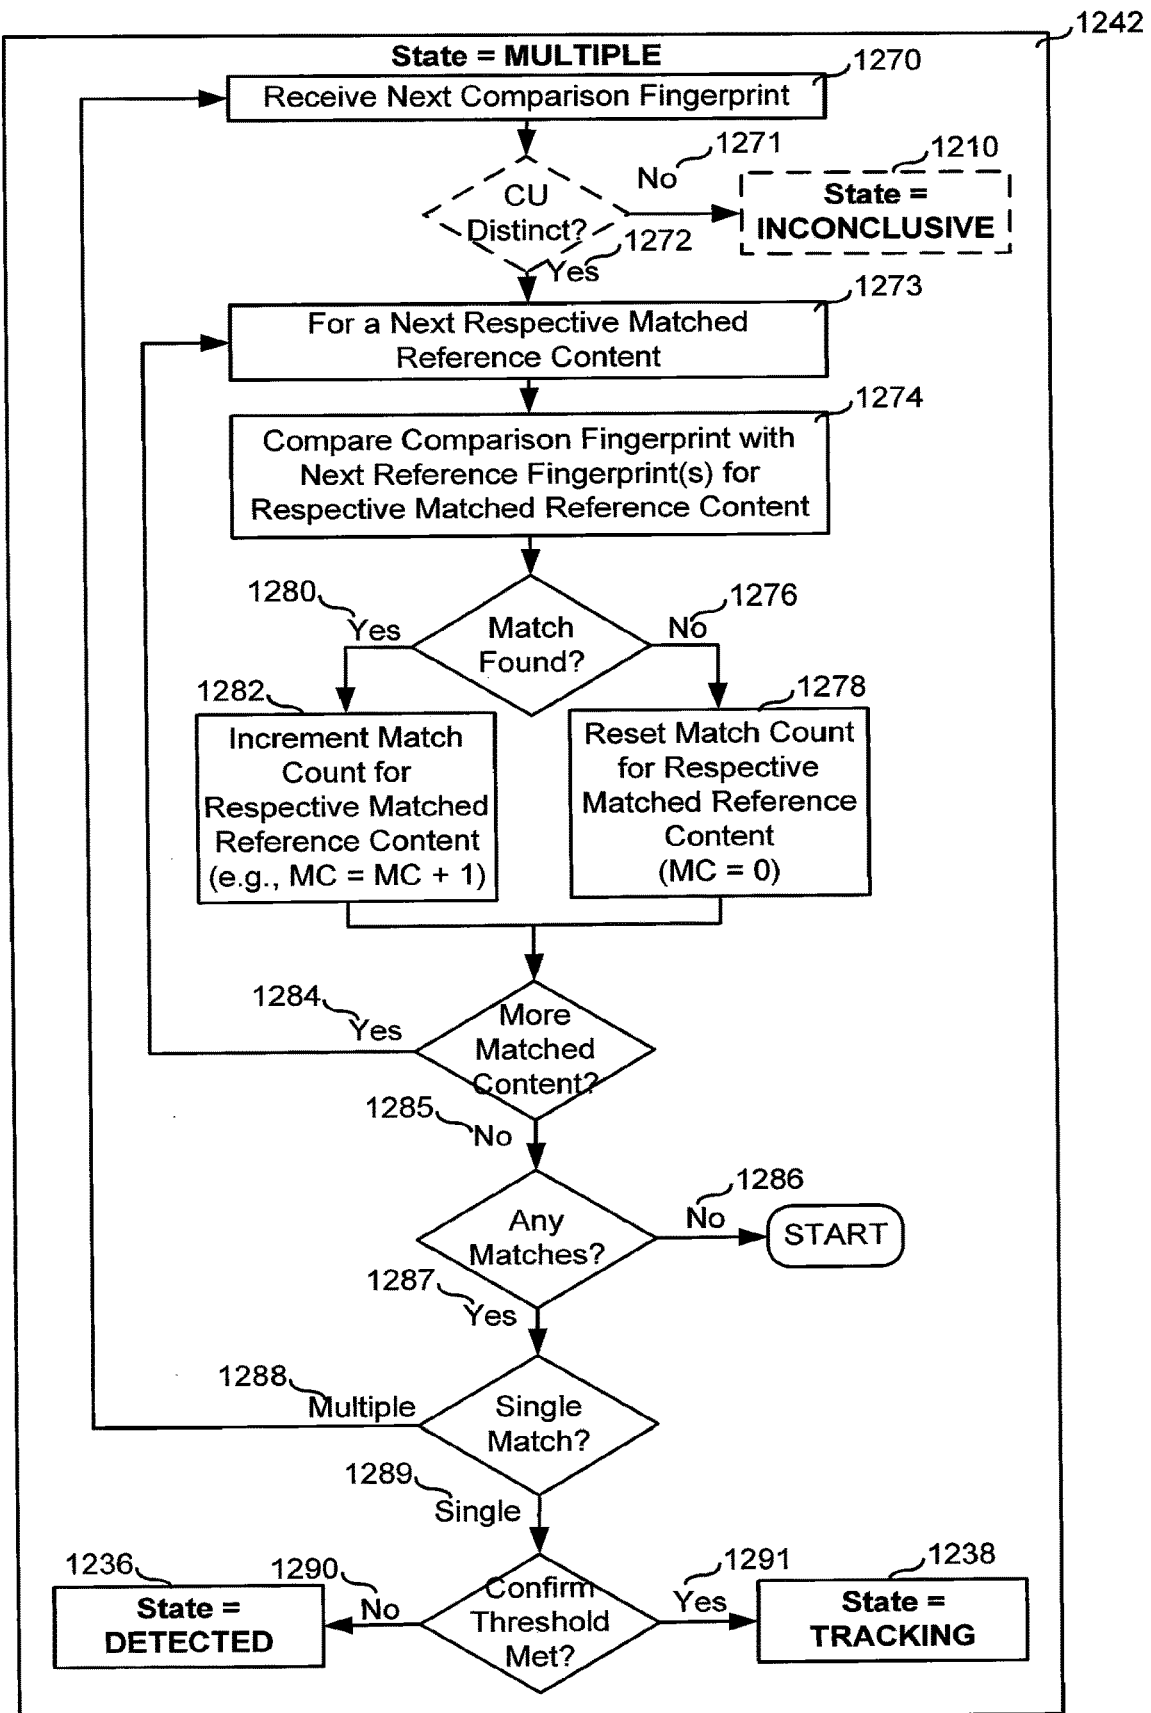 1242
State = MULTIPLE
1270
Receive Next Comparison Fingerprint
1271
No
1210
CU
Distinct?
State =
INCONCLUSIVE
1272
Yes
1273
For a Next Respective Matched
Reference Content
1274
Compare Comparison Fingerprint with
Next Reference Fingerprint(s) for
Respective Matched Reference Content
1280
Yes
1276
No
Match
Found?
1282
Increment Match
Count for
Respective Matched
Reference Content
(e.g., MC = MC + 1)
1278
Reset Match Count
for Respective
Matched Reference
Content
(MC = 0)
1284
Yes
More
Matched
Content?
1285
No
Any
Matches?
1286
No
START
1287
Yes
1288
Multiple
Single
Match?
1289
Single
1236
State =
DETECTED
1290
No
Confirm
Threshold
Met?
1291
Yes
1238
State =
TRACKING